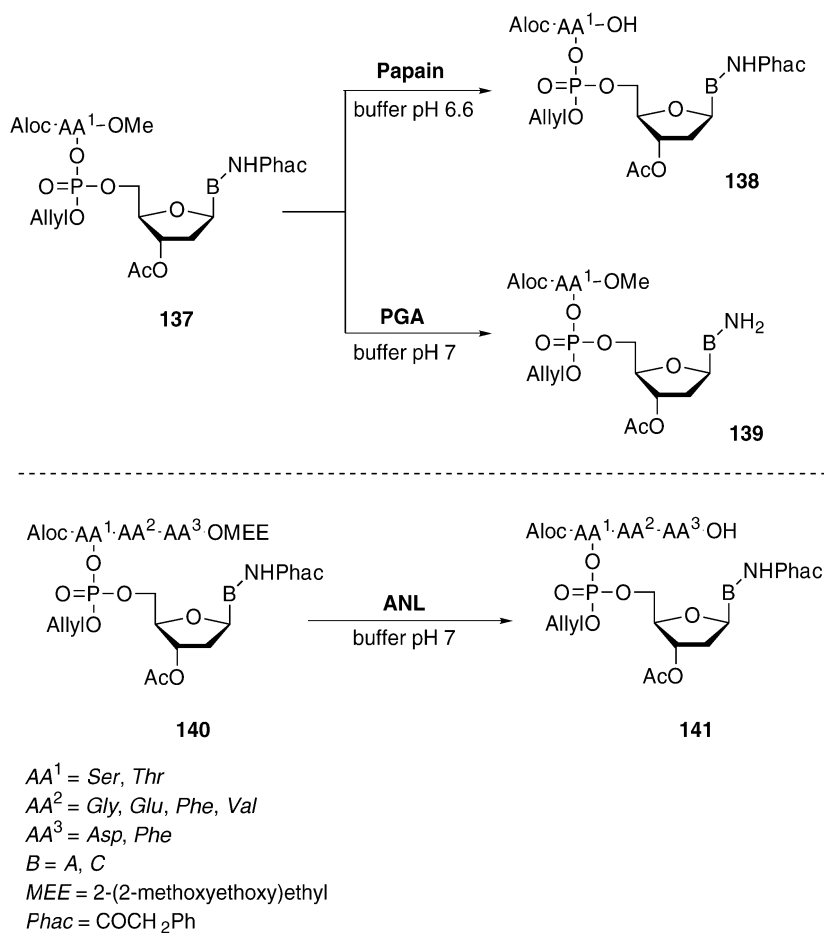 Aloc-AA¹-OH
O
Papain
O=P-O
B
NHPhac
buffer pH 6.6
O
AllylO
Aloc-AA¹-OMe
AcO
138
O
O=P-O
B
NHPhac
AllylO
O
AcO
137
Aloc-AA¹-OMe
O
PGA
NH₂
O=P-O
B
buffer pH 7
O
AllylO
AcO
139
Aloc-AA¹-AA²-AA³-OMEE
O
O=P-O
B
NHPhac
O
AllylO
AcO
140
ANL
buffer pH 7
Aloc-AA¹-AA²-AA³-OH
O
O=P-O
B
NHPhac
O
AllylO
AcO
141
AA¹ = Ser, Thr
AA² = Gly, Glu, Phe, Val
AA³ = Asp, Phe
B = A, C
MEE = 2-(2-methoxyethoxy)ethyl
Phac = COCH₂Ph